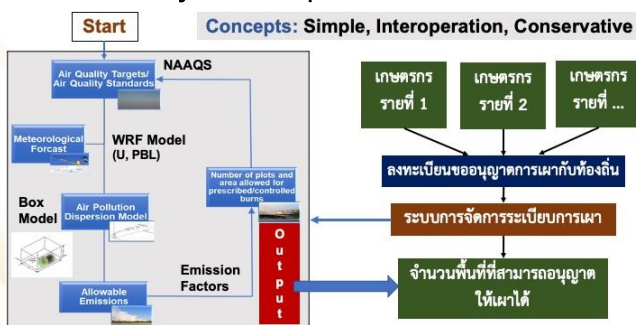 Start
Concepts: Simple, Interoperation, Conservative
NAAQS
Air Quality Targets/
Air Quality Standards
Meteorological
Forcast
WRF Model
(U, PBL)
Box
Model
Air Pollution
Dispersion Model
Allowable
Emissions
Emission
Factors
Number of plots and
area allowed for
prescribed/controlled
burns
Output
เกษตรกร
รายที่ 1
เกษตรกร
รายที่ 2
เกษตรกร
รายที่ ...
ลงทะเบียนขออนุญาตการเผากับท้องถิ่น
ระบบการจัดการระเบียบการเผา
จำนวนพื้นที่ที่สามารถอนุญาต
ให้เผาได้